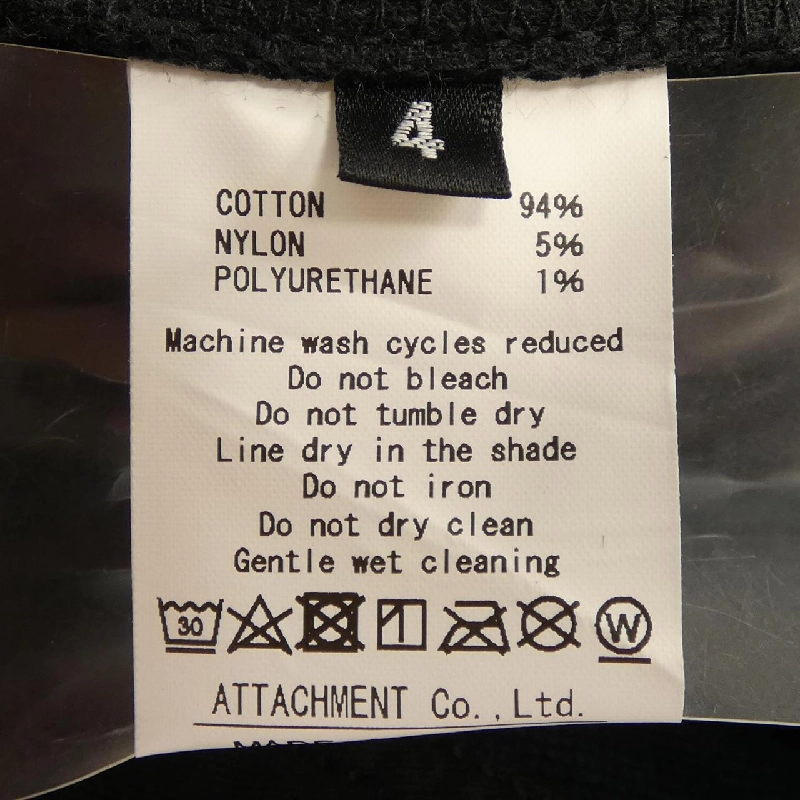 4
COTTON 94%
NYLON 5%
POLYURETHANE 1%
Machine wash cycles reduced
Do not bleach
Do not tumble dry
Line dry in the shade
Do not iron
Do not dry clean
Gentle wet cleaning
30 W
ATTACHMENT Co.,Ltd.
MADE